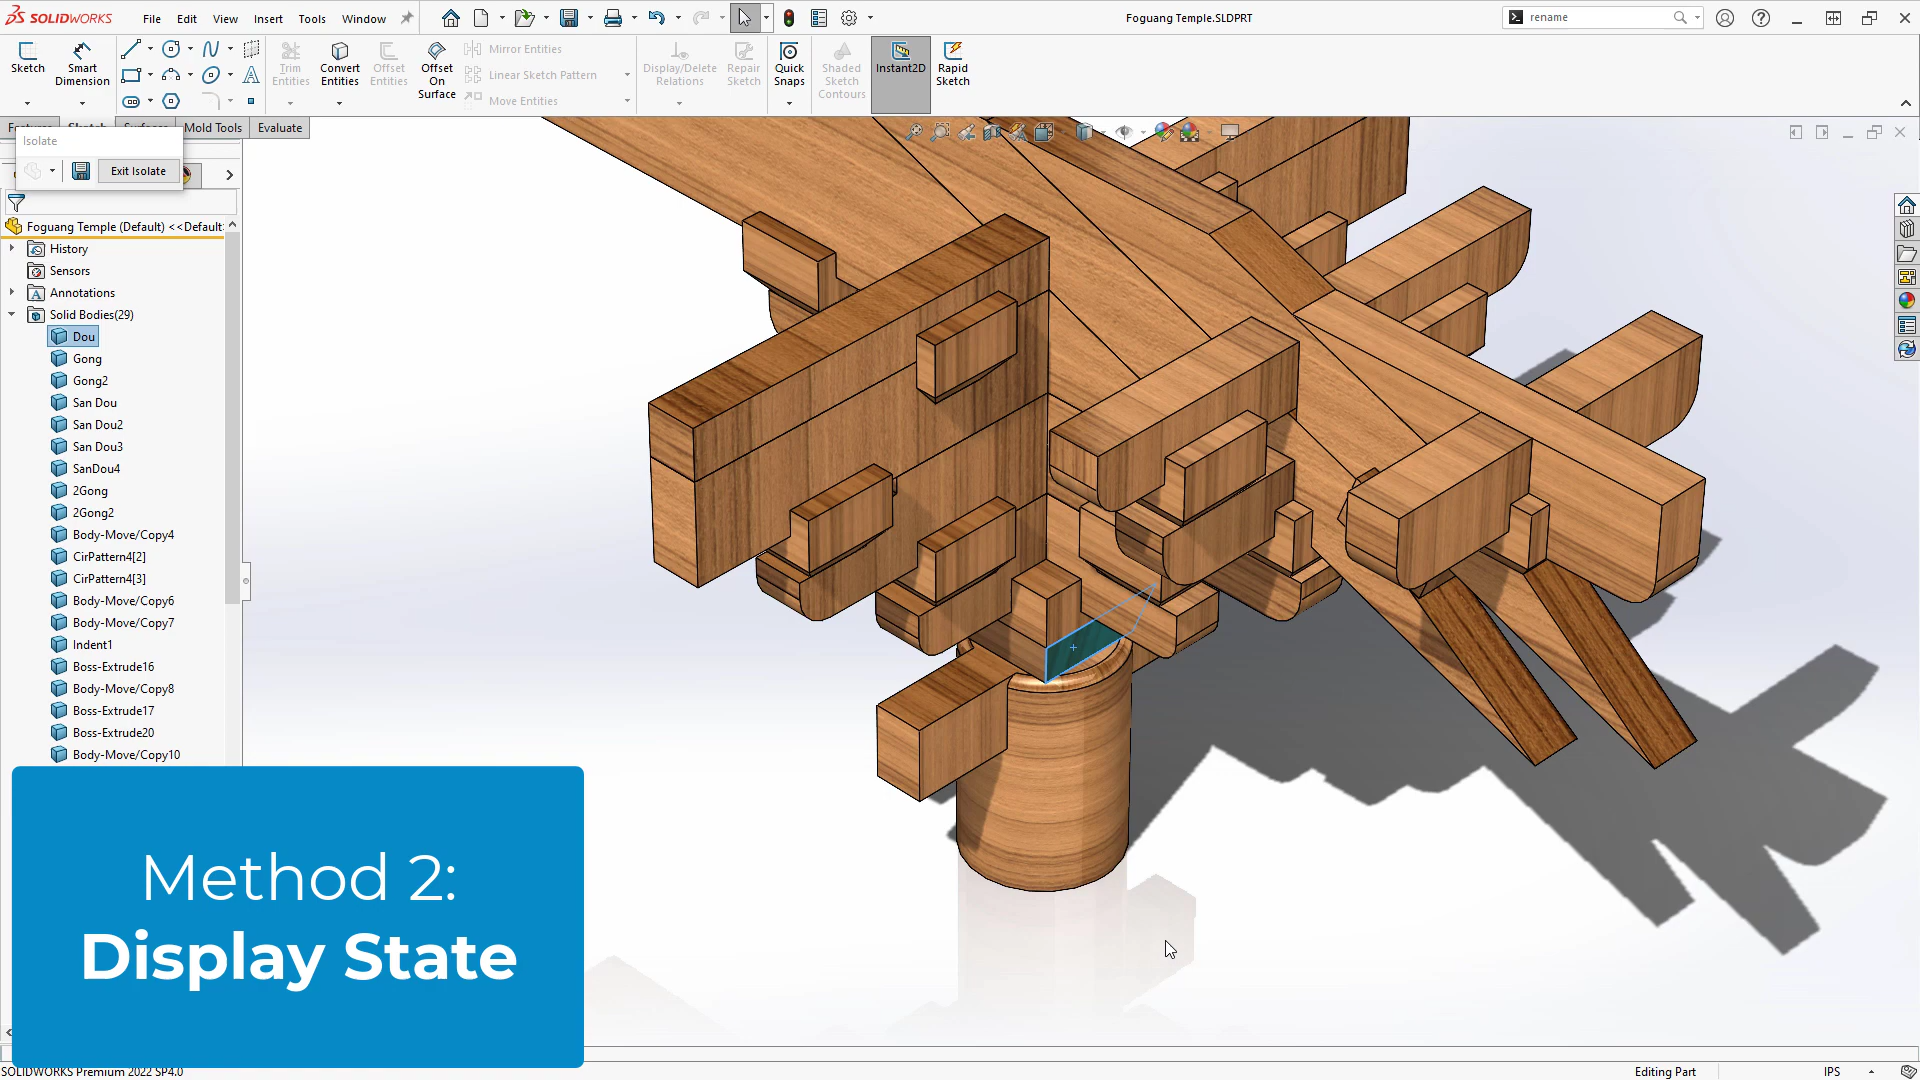 SOLIDWORKS
File Edit View Insert Tools Window
Foguang Temple.SLDPRT
rename
Sketch
Smart Dimension
Trim Entities
Convert Entities
Offset Entities
Offset On Surface
Mirror Entities
Linear Sketch Pattern
Move Entities
Display/Delete Relations
Repair Sketch
Quick Snaps
Shaded Sketch Contours
Instant2D
Rapid Sketch
Mold Tools
Evaluate
Isolate
Exit Isolate
Foguang Temple (Default) <<Default
History
Sensors
Annotations
Solid Bodies(29)
Dou
Gong
Gong2
San Dou
San Dou2
San Dou3
SanDou4
2Gong
2Gong2
Body-Move/Copy4
CirPattern4[2]
CirPattern4[3]
Body-Move/Copy6
Body-Move/Copy7
Indent1
Boss-Extrude16
Body-Move/Copy8
Boss-Extrude17
Boss-Extrude20
Body-Move/Copy10
Method 2:
Display State
SOLIDWORKS Premium 2022 SP4.0
Editing Part
IPS